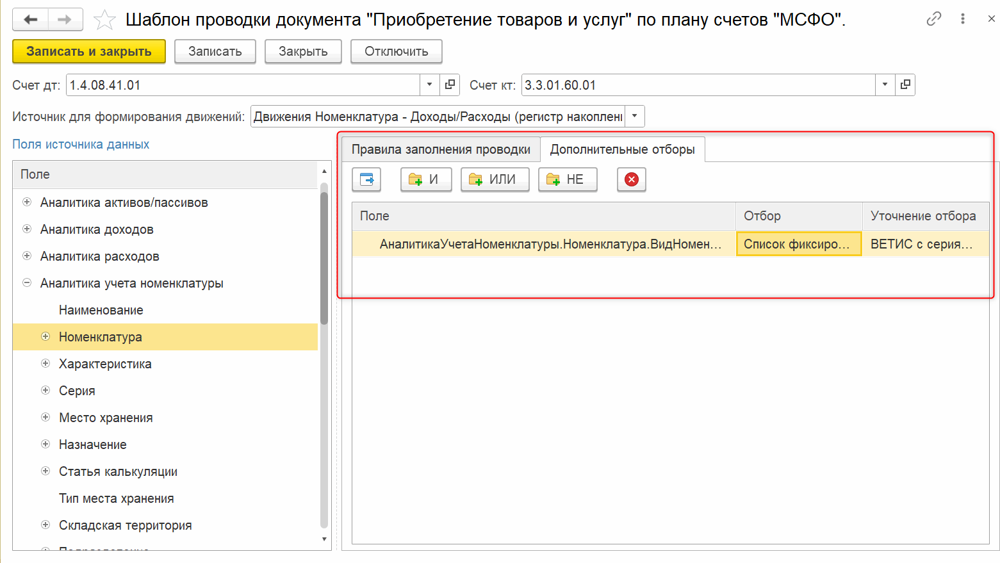 Шаблон проводки документа "Приобретение товаров и услуг" по плану счетов "МСФО".
Записать и закрыть
Записать
Закрыть
Отключить
Счет дт: 1.4.08.41.01
Счет кт: 3.3.01.60.01
Источник для формирования движений: Движения Номенклатура - Доходы/Расходы (регистр накоплен
Поля источника данных
Поле
Аналитика активов/пассивов
Аналитика доходов
Аналитика расходов
Аналитика учета номенклатуры
Наименование
Номенклатура
Характеристика
Серия
Место хранения
Назначение
Статья калькуляции
Тип места хранения
Складская территория
Правила заполнения проводки
Дополнительные отборы
И
ИЛИ
НЕ
Поле
Отбор
Уточнение отбора
АналитикаУчетаНоменклатуры.Номенклатура.ВидНомен...
Список фиксиро...
ВЕТИС с серия...